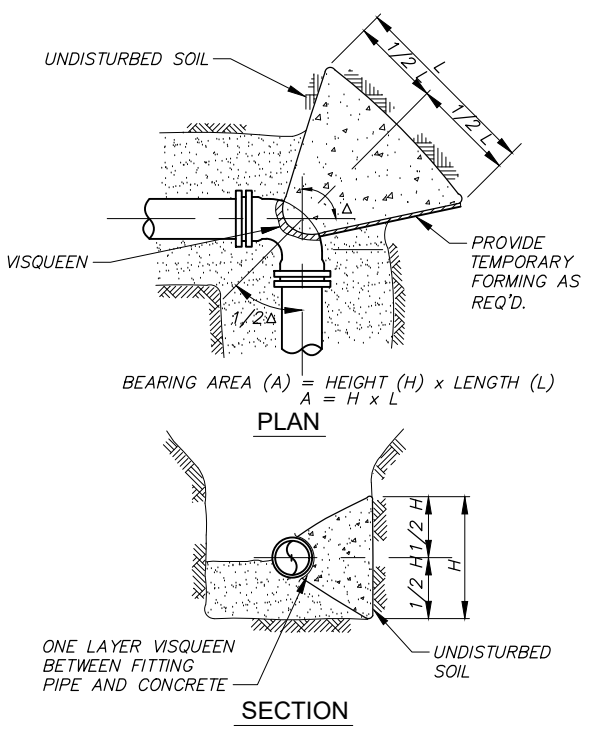 L
1/2 L
1/2 L
UNDISTURBED SOIL
Δ
VISQUEEN
PROVIDE
TEMPORARY
FORMING AS
REQ'D.
1/2Δ
BEARING AREA (A) = HEIGHT (H) x LENGTH (L)
A = H x L
PLAN
1/2 H
H
1/2 H
ONE LAYER VISQUEEN
BETWEEN FITTING
PIPE AND CONCRETE
UNDISTURBED
SOIL
SECTION